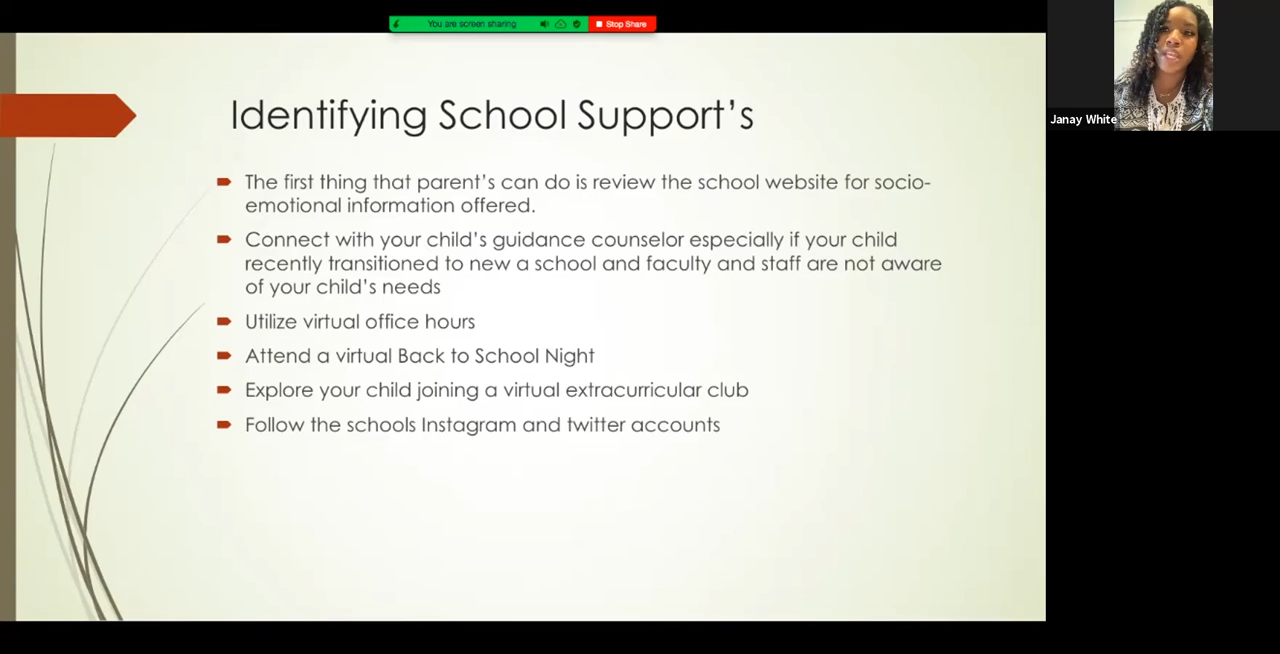 You are screen sharing
Stop Share
Janay White
Identifying School Support's
The first thing that parent's can do is review the school website for socio-
emotional information offered.
Connect with your child's guidance counselor especially if your child
recently transitioned to new a school and faculty and staff are not aware
of your child's needs
Utilize virtual office hours
Attend a virtual Back to School Night
Explore your child joining a virtual extracurricular club
Follow the schools Instagram and twitter accounts